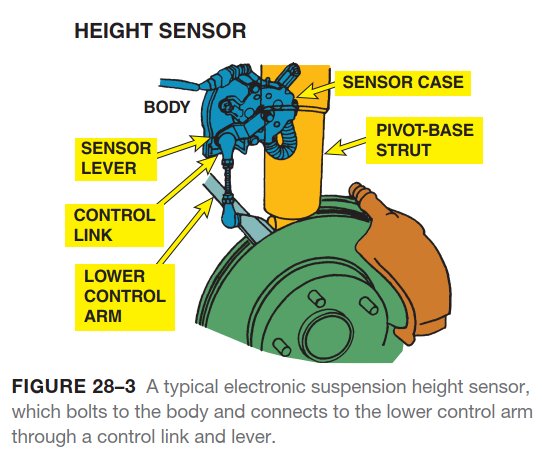 HEIGHT SENSOR
SENSOR CASE
BODY
PIVOT-BASE
STRUT
SENSOR
LEVER
CONTROL
LINK
LOWER
CONTROL
ARM
FIGURE 28–3 A typical electronic suspension height sensor,
which bolts to the body and connects to the lower control arm
through a control link and lever.